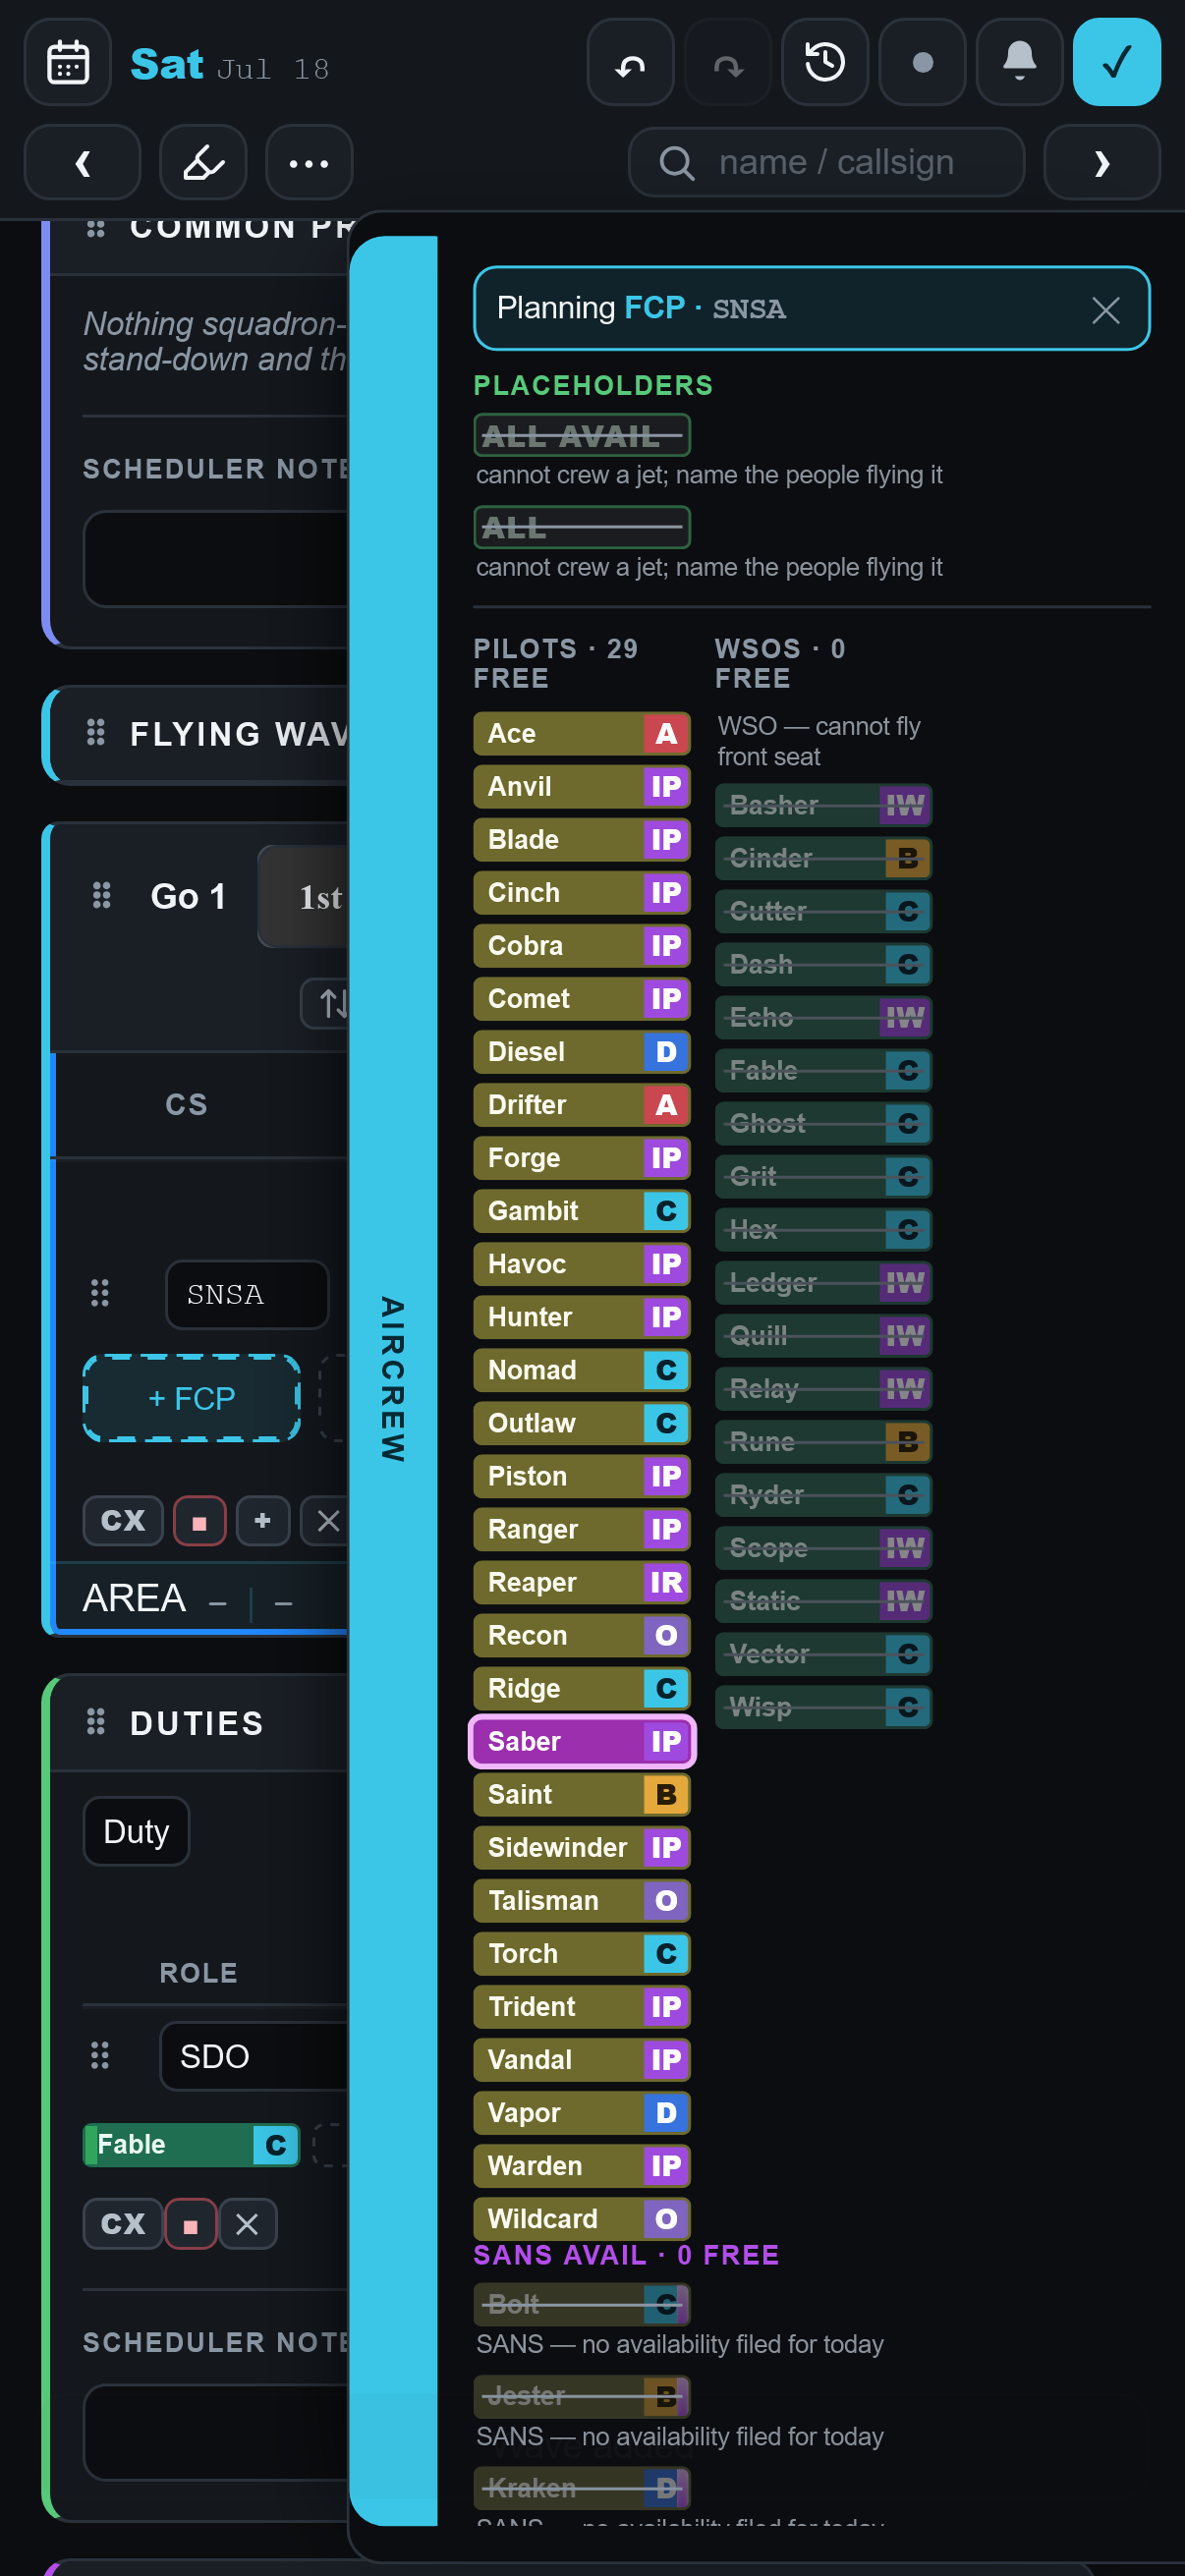 Sat Jul 18
name / callsign
COMMON PR
Nothing squadron-
stand-down and th
SCHEDULER NOTE
FLYING WAV
Go 1 1st
CS
SNSA
+ FCP
CX ■ +
AREA – | –
DUTIES
Duty
ROLE
SDO
Fable C
CX ■
SCHEDULER NOTE
AIRCREW
Planning FCP · SNSA
PLACEHOLDERS
ALL AVAIL
cannot crew a jet; name the people flying it
ALL
cannot crew a jet; name the people flying it
PILOTS · 29
FREE
Ace A
Anvil IP
Blade IP
Cinch IP
Cobra IP
Comet IP
Diesel D
Drifter A
Forge IP
Gambit C
Havoc IP
Hunter IP
Nomad C
Outlaw C
Piston IP
Ranger IP
Reaper IR
Recon O
Ridge C
Saber IP
Saint B
Sidewinder IP
Talisman O
Torch C
Trident IP
Vandal IP
Vapor D
Warden IP
Wildcard O
WSOS · 0
FREE
WSO — cannot fly
front seat
Basher IW
Cinder B
Cutter C
Dash C
Echo IW
Fable C
Ghost C
Grit C
Hex C
Ledger IW
Quill IW
Relay IW
Rune B
Ryder C
Scope IW
Static IW
Vector C
Wisp C
SANS AVAIL · 0 FREE
Bolt C
SANS — no availability filed for today
Jester B
SANS — no availability filed for today
Wave added
Kraken D
SANS — no availability filed for today